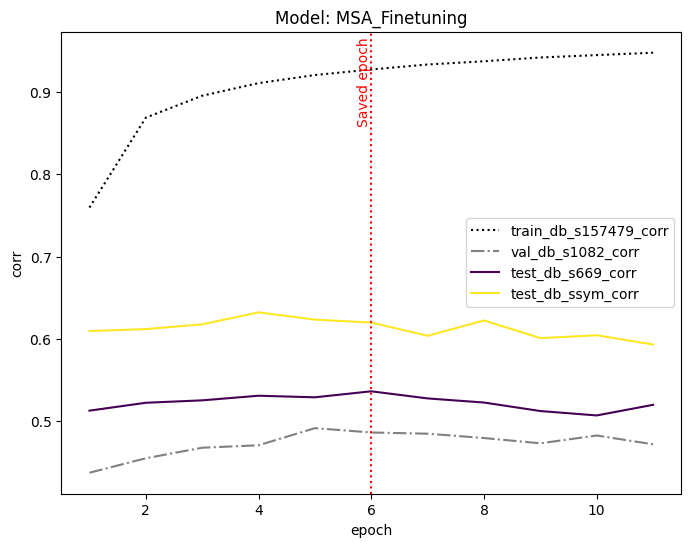 Model: MSA_Finetuning
corr
0.9
0.8
0.7
0.6
0.5
Saved epoch
train_db_s157479_corr
val_db_s1082_corr
test_db_s669_corr
test_db_ssym_corr
2 4 6 8 10
epoch